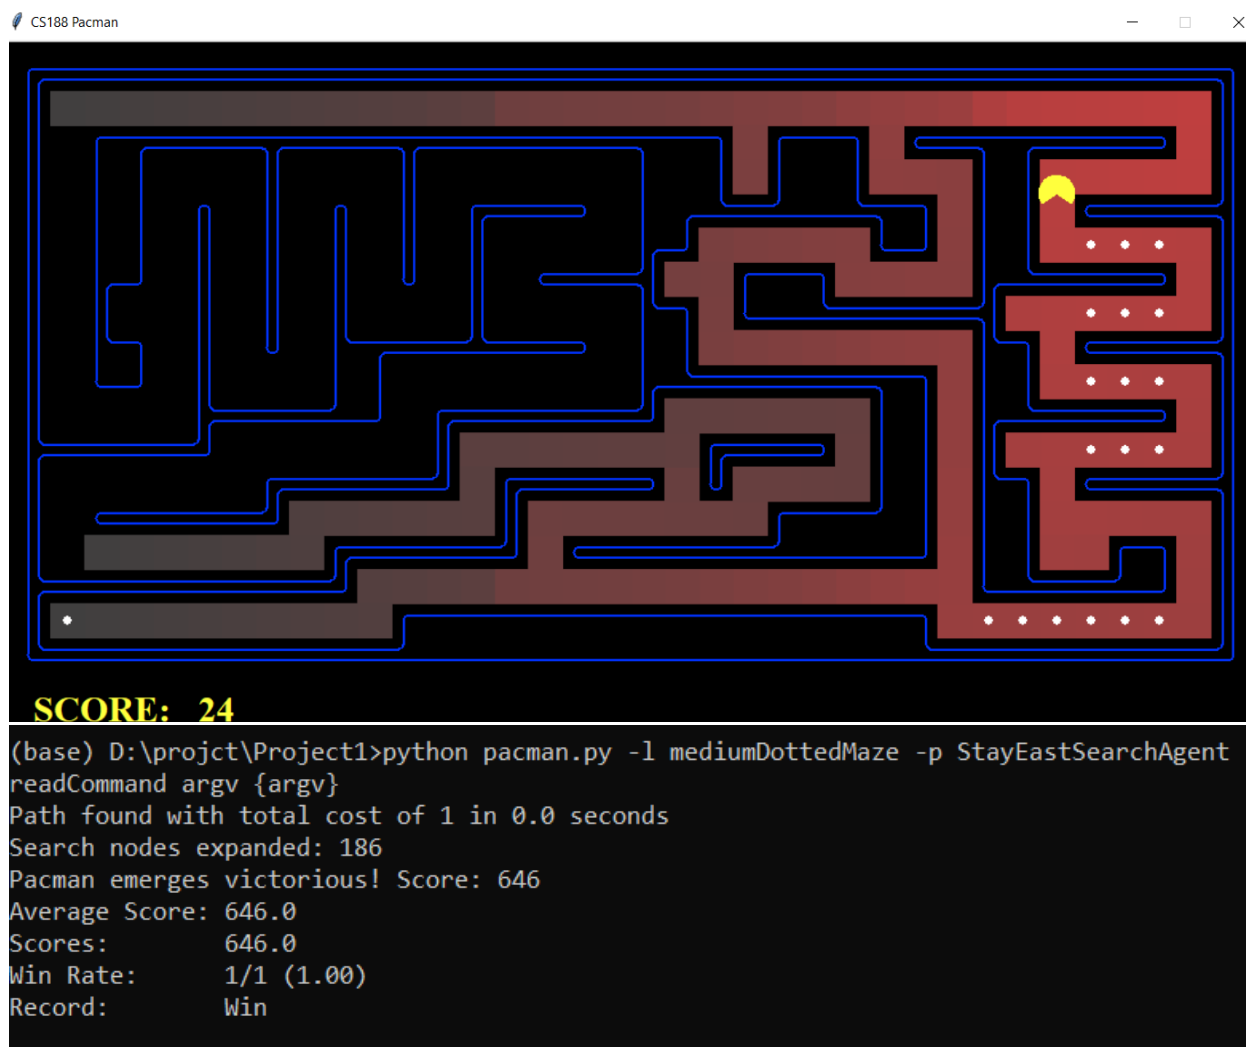 CS188 Pacman
SCORE: 24
(base) D:\projct\Project1>python pacman.py -l mediumDottedMaze -p StayEastSearchAgent
readCommand argv {argv}
Path found with total cost of 1 in 0.0 seconds
Search nodes expanded: 186
Pacman emerges victorious! Score: 646
Average Score: 646.0
Scores:        646.0
Win Rate:      1/1 (1.00)
Record:        Win